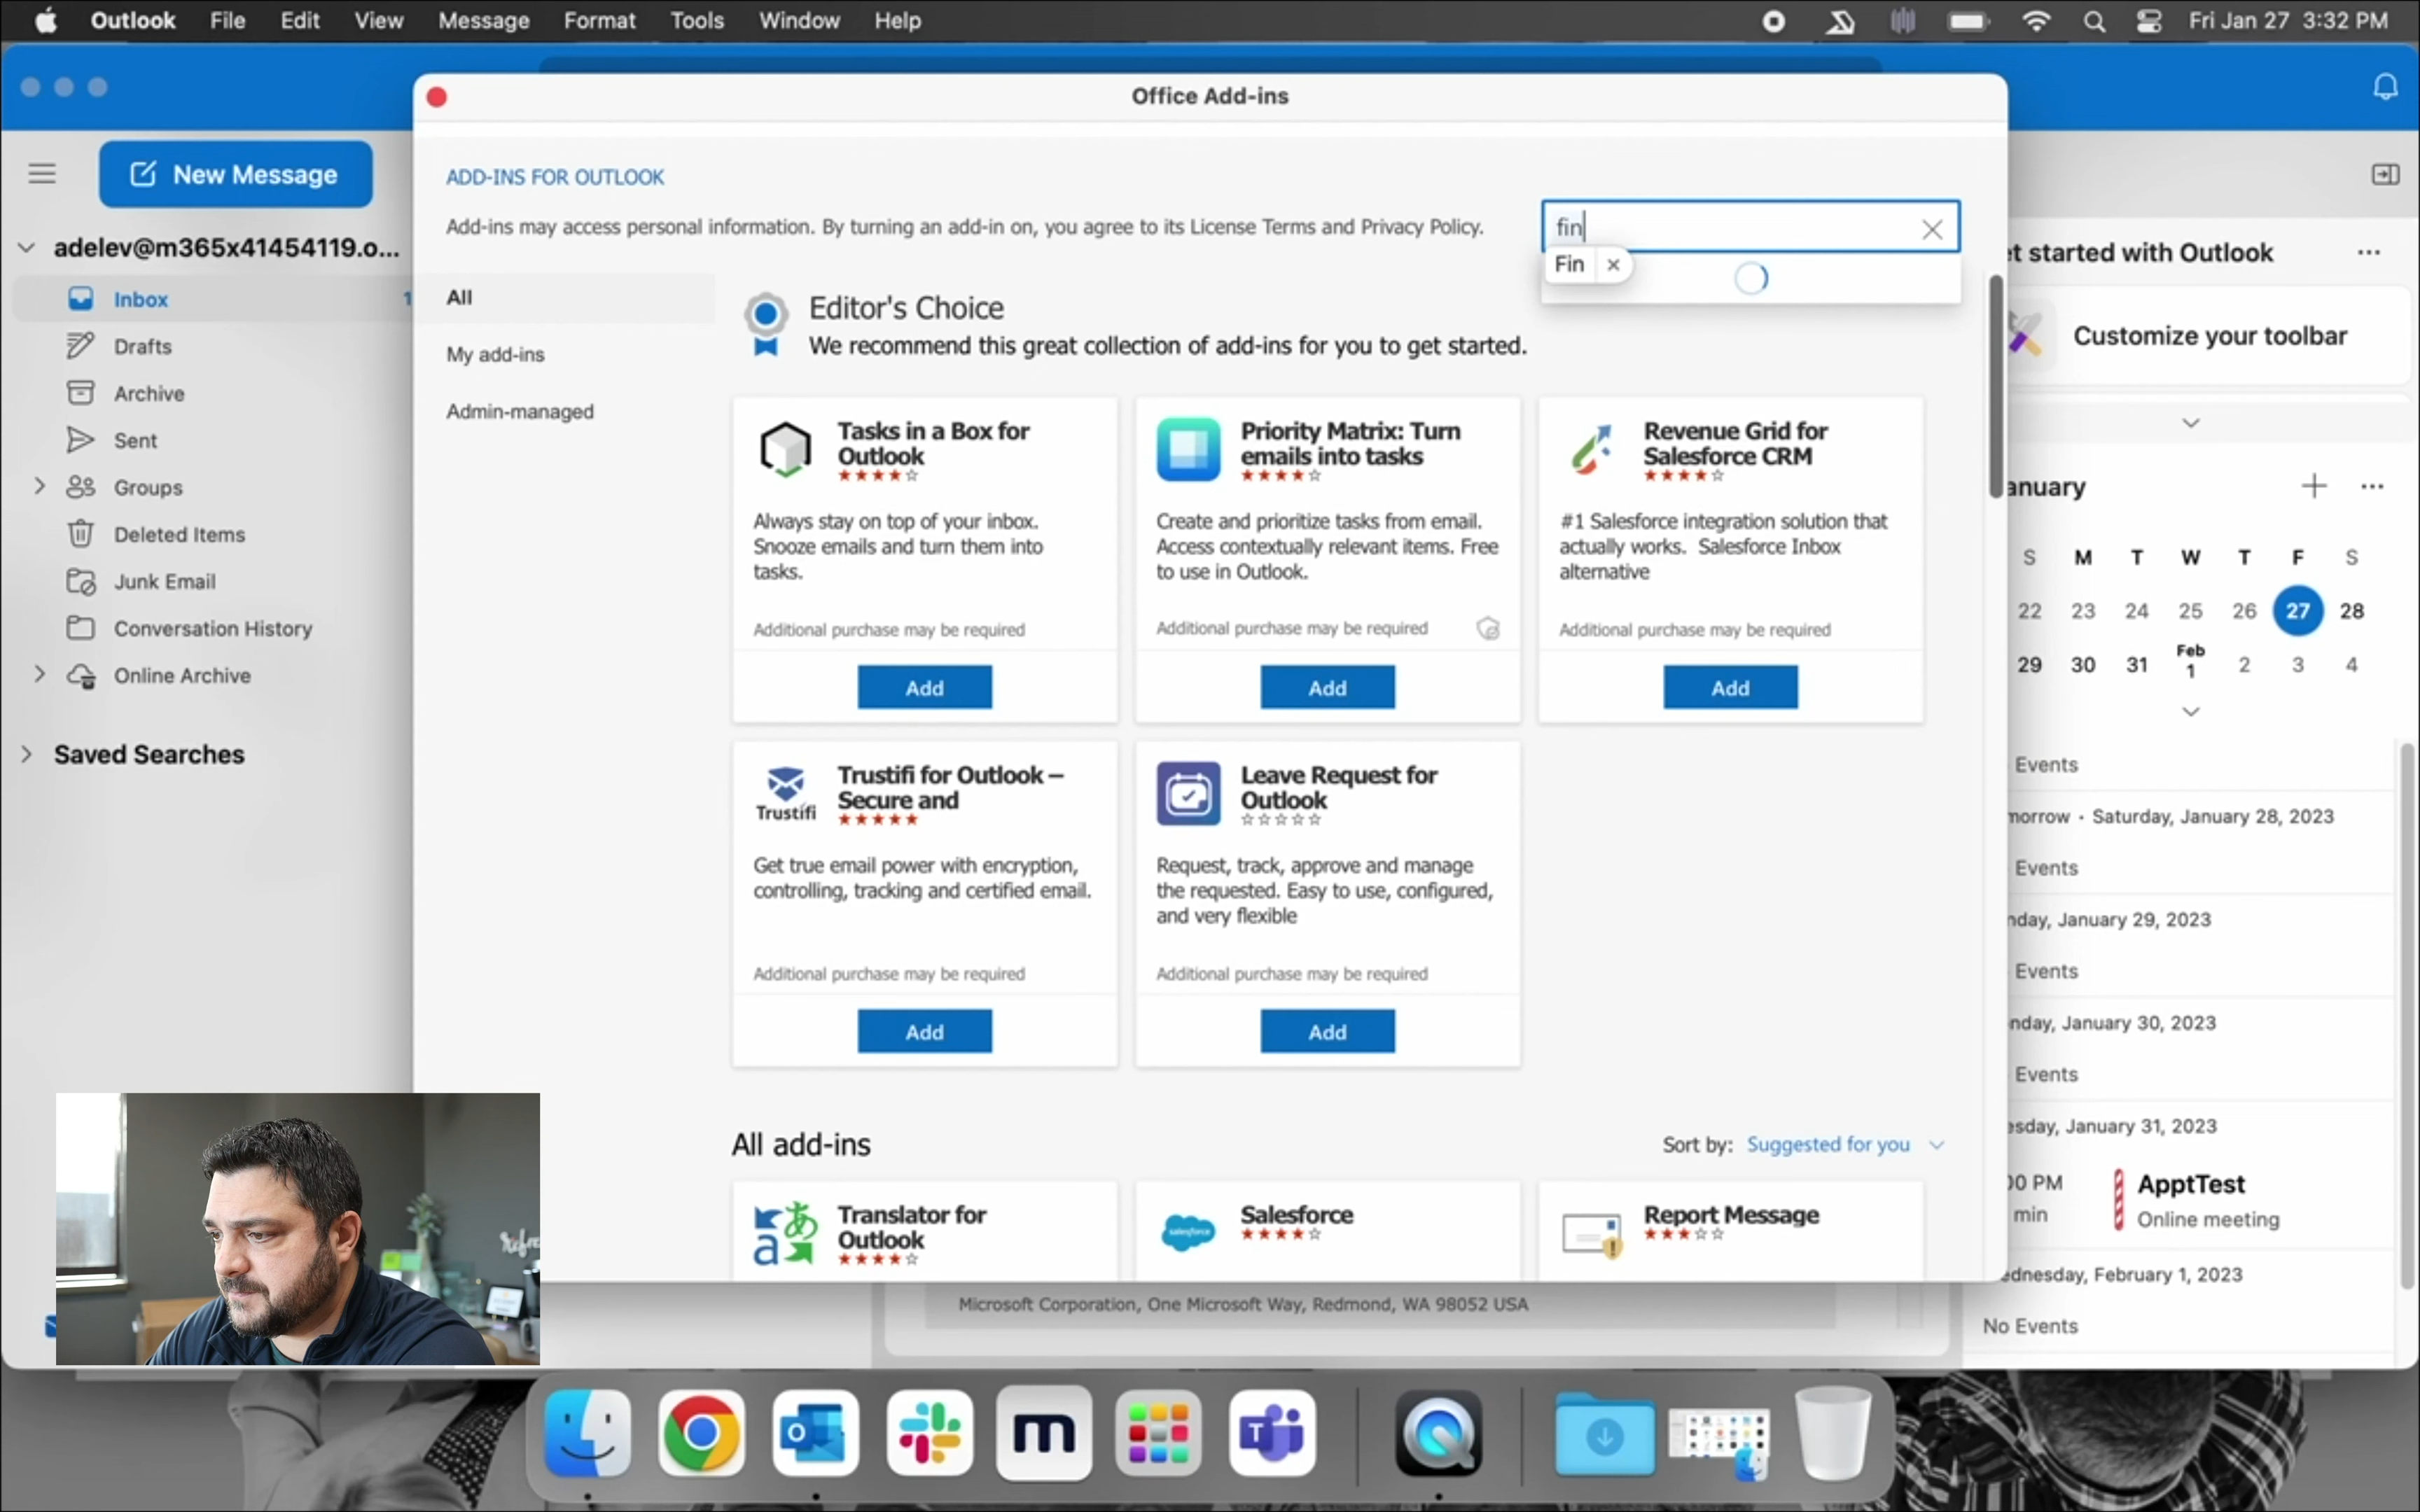 Outlook File Edit View Message Format Tools Window Help Fri Jan 27 3:32 PM
Office Add-ins
New Message
adelev@m365x41454119.o...
Inbox 1
Drafts
Archive
Sent
Groups
Deleted Items
Junk Email
Conversation History
Online Archive
Saved Searches
ADD-INS FOR OUTLOOK
Add-ins may access personal information. By turning an add-in on, you agree to its License Terms and Privacy Policy.
fin
Fin
All
My add-ins
Admin-managed
Editor's Choice
We recommend this great collection of add-ins for you to get started.
Tasks in a Box for
Outlook
Always stay on top of your inbox.
Snooze emails and turn them into
tasks.
Additional purchase may be required
Add
Priority Matrix: Turn
emails into tasks
Create and prioritize tasks from email.
Access contextually relevant items. Free
to use in Outlook.
Additional purchase may be required
Add
Revenue Grid for
Salesforce CRM
#1 Salesforce integration solution that
actually works. Salesforce Inbox
alternative
Additional purchase may be required
Add
Trustifi
Trustifi for Outlook –
Secure and
Get true email power with encryption,
controlling, tracking and certified email.
Additional purchase may be required
Add
Leave Request for
Outlook
Request, track, approve and manage
the requested. Easy to use, configured,
and very flexible
Additional purchase may be required
Add
All add-ins
Sort by: Suggested for you
Translator for
Outlook
salesforce
Salesforce
Report Message
Microsoft Corporation, One Microsoft Way, Redmond, WA 98052 USA
et started with Outlook
Customize your toolbar
anuary
S M T W T F S
22 23 24 25 26 27 28
29 30 31 Feb 1 2 3 4
Events
morrow • Saturday, January 28, 2023
Events
nday, January 29, 2023
Events
nday, January 30, 2023
Events
esday, January 31, 2023
00 PM
min
ApptTest
Online meeting
ednesday, February 1, 2023
No Events